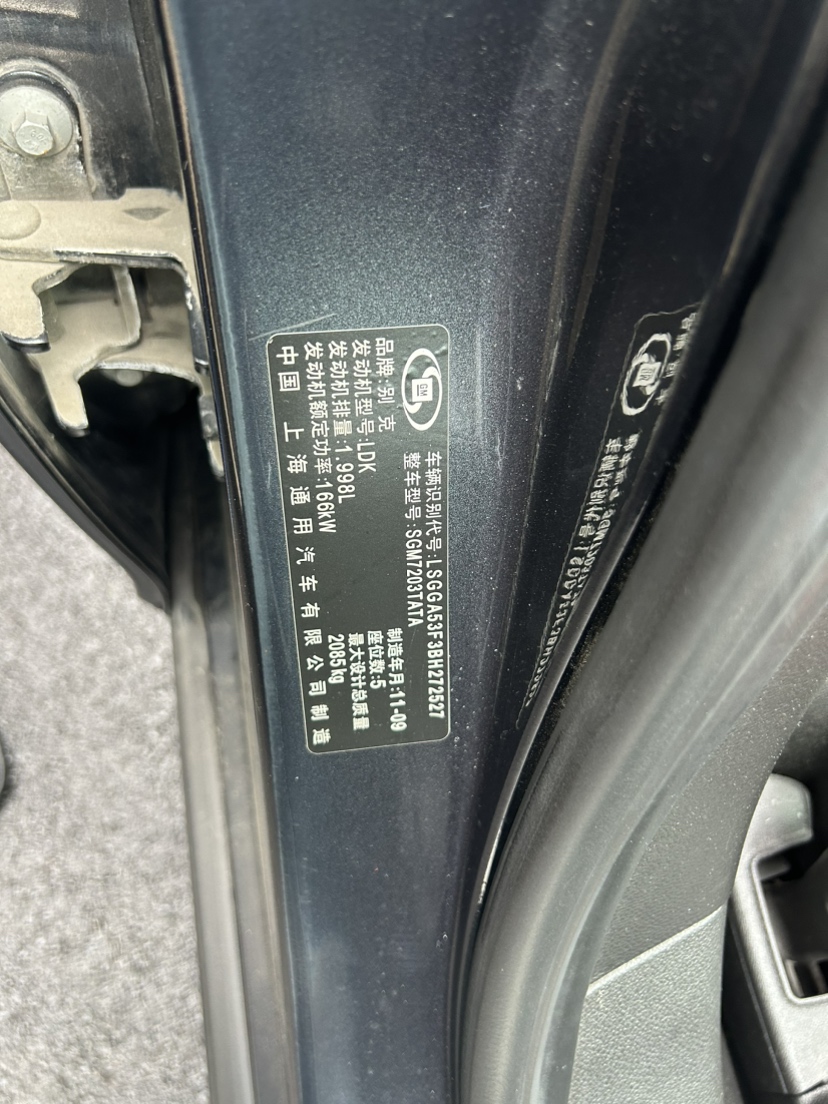 GM
车辆识别代号:LSGGA53F3BH272527
整车型号:SGM7203TATA
品牌:别克
制造年月:11-09
发动机型号:LDK
座位数:5
发动机排量:1.998L
最大设计总质量
发动机额定功率:166kW
2085kg
中国 上海通用汽车有限公司制造